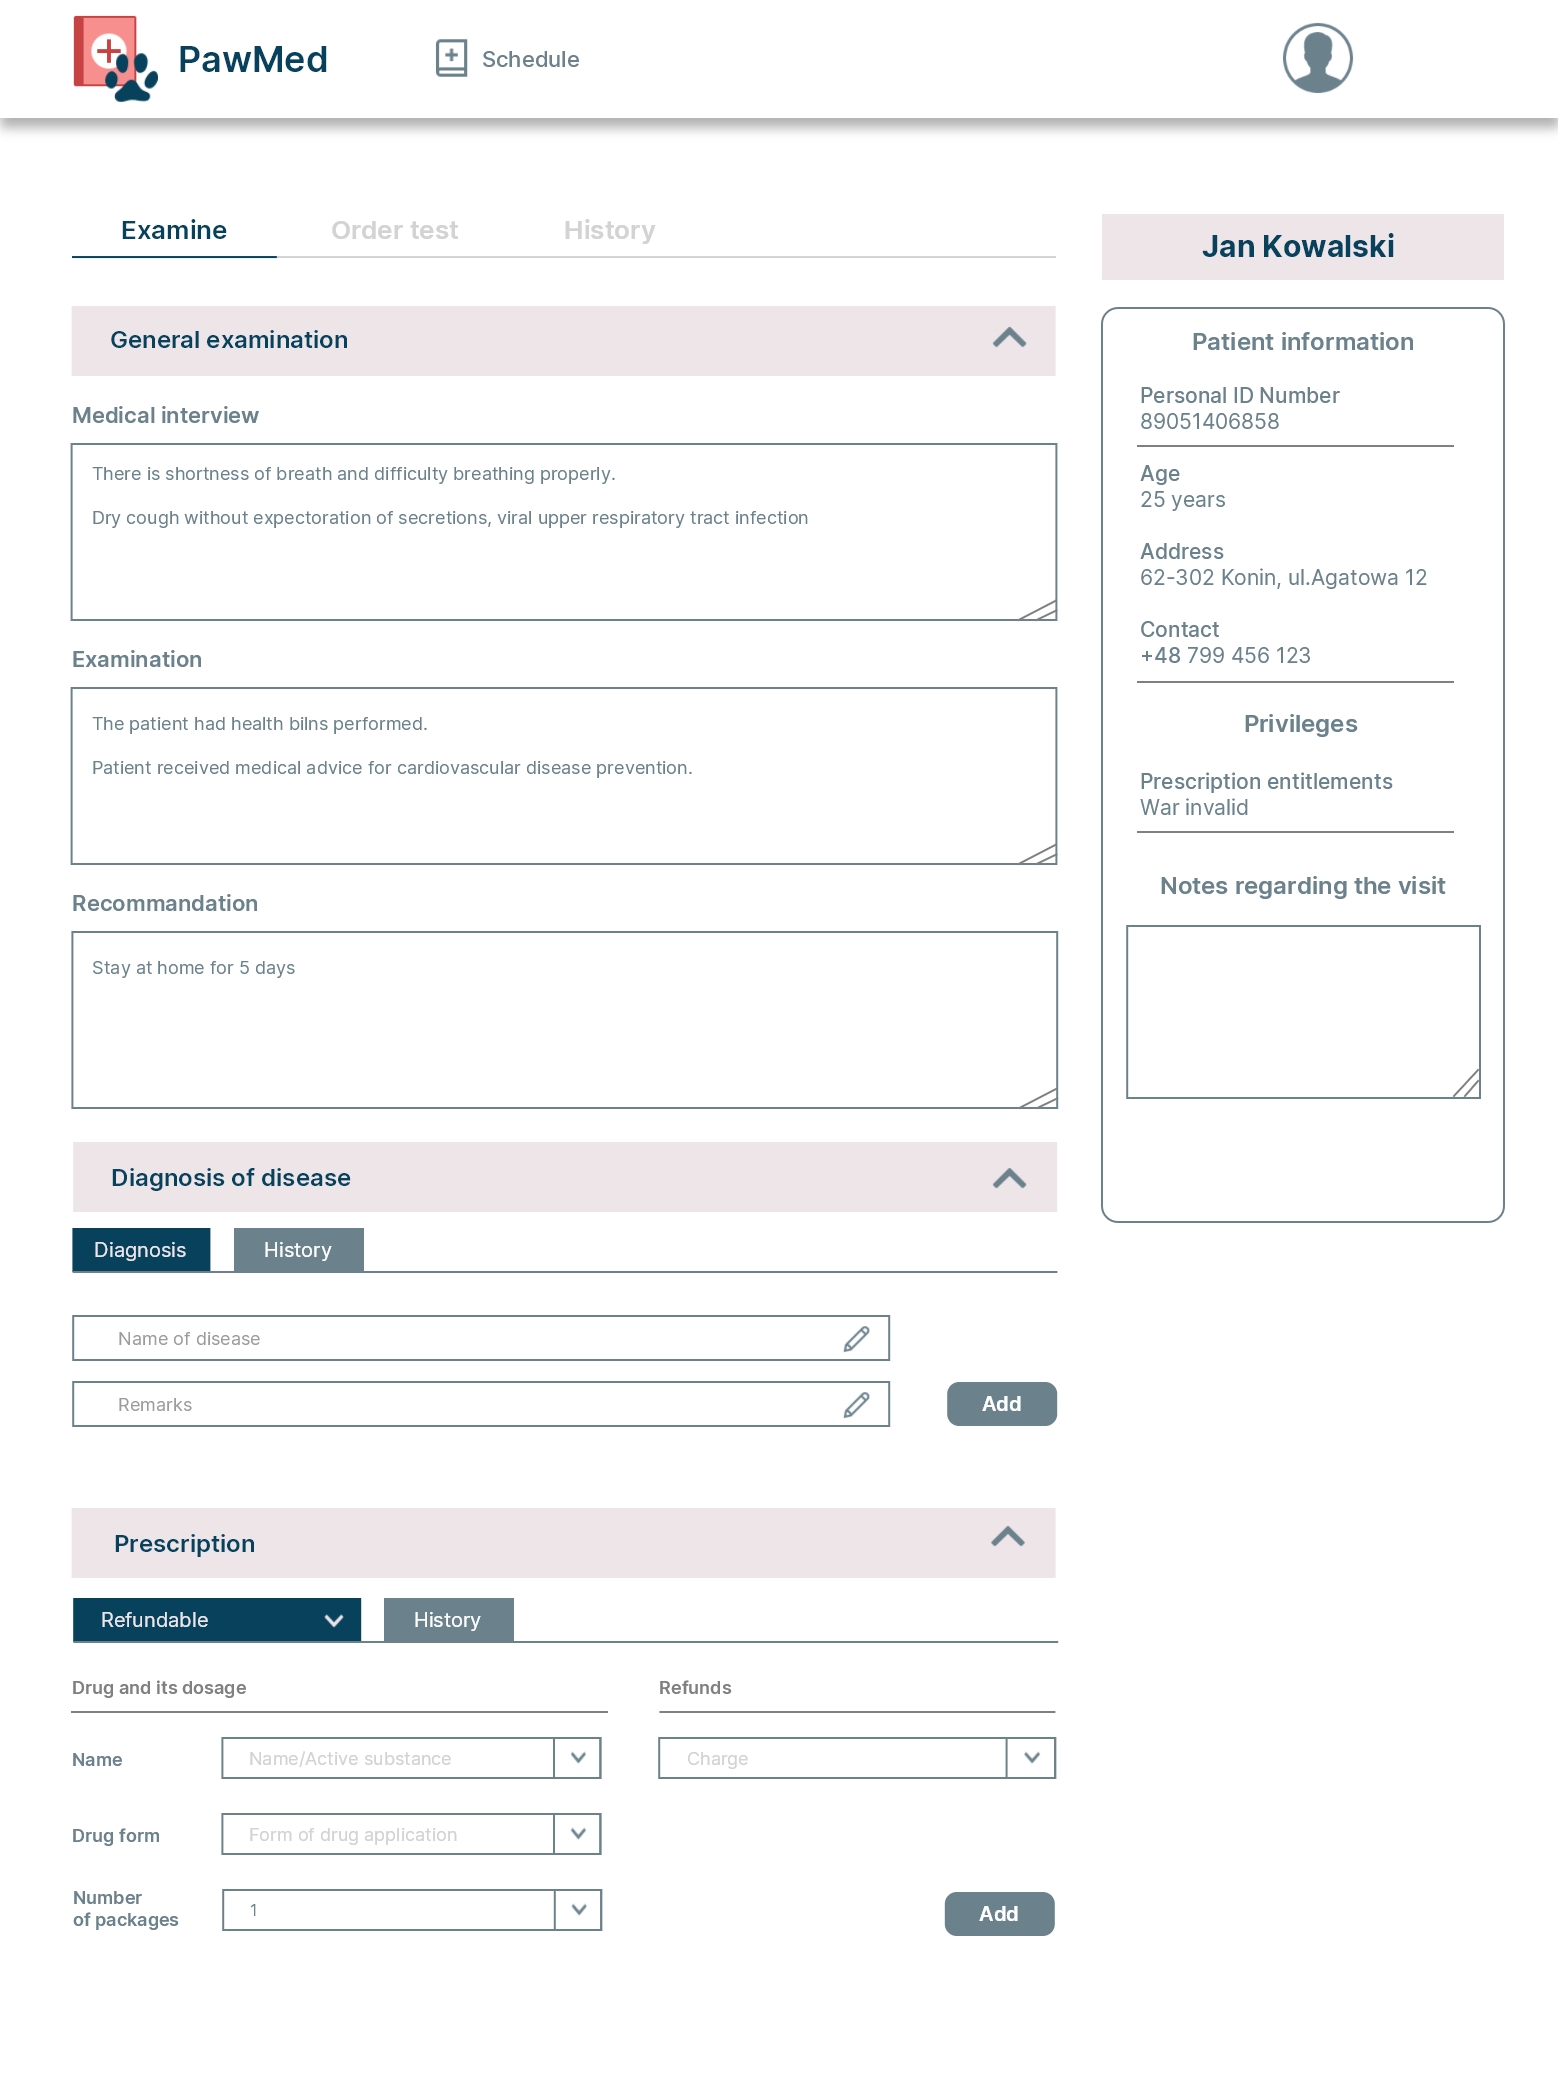 PawMed
Schedule
Examine
Order test
History
General examination
Medical interview
There is shortness of breath and difficulty breathing properly.
Dry cough without expectoration of secretions, viral upper respiratory tract infection
Examination
The patient had health bilns performed.
Patient received medical advice for cardiovascular disease prevention.
Recommandation
Stay at home for 5 days
Diagnosis of disease
Diagnosis
History
Name of disease
Remarks
Add
Prescription
Refundable
History
Drug and its dosage
Refunds
Name
Name/Active substance
Charge
Drug form
Form of drug application
Number
of packages
1
Add
Jan Kowalski
Patient information
Personal ID Number
89051406858
Age
25 years
Address
62-302 Konin, ul.Agatowa 12
Contact
+48 799 456 123
Privileges
Prescription entitlements
War invalid
Notes regarding the visit